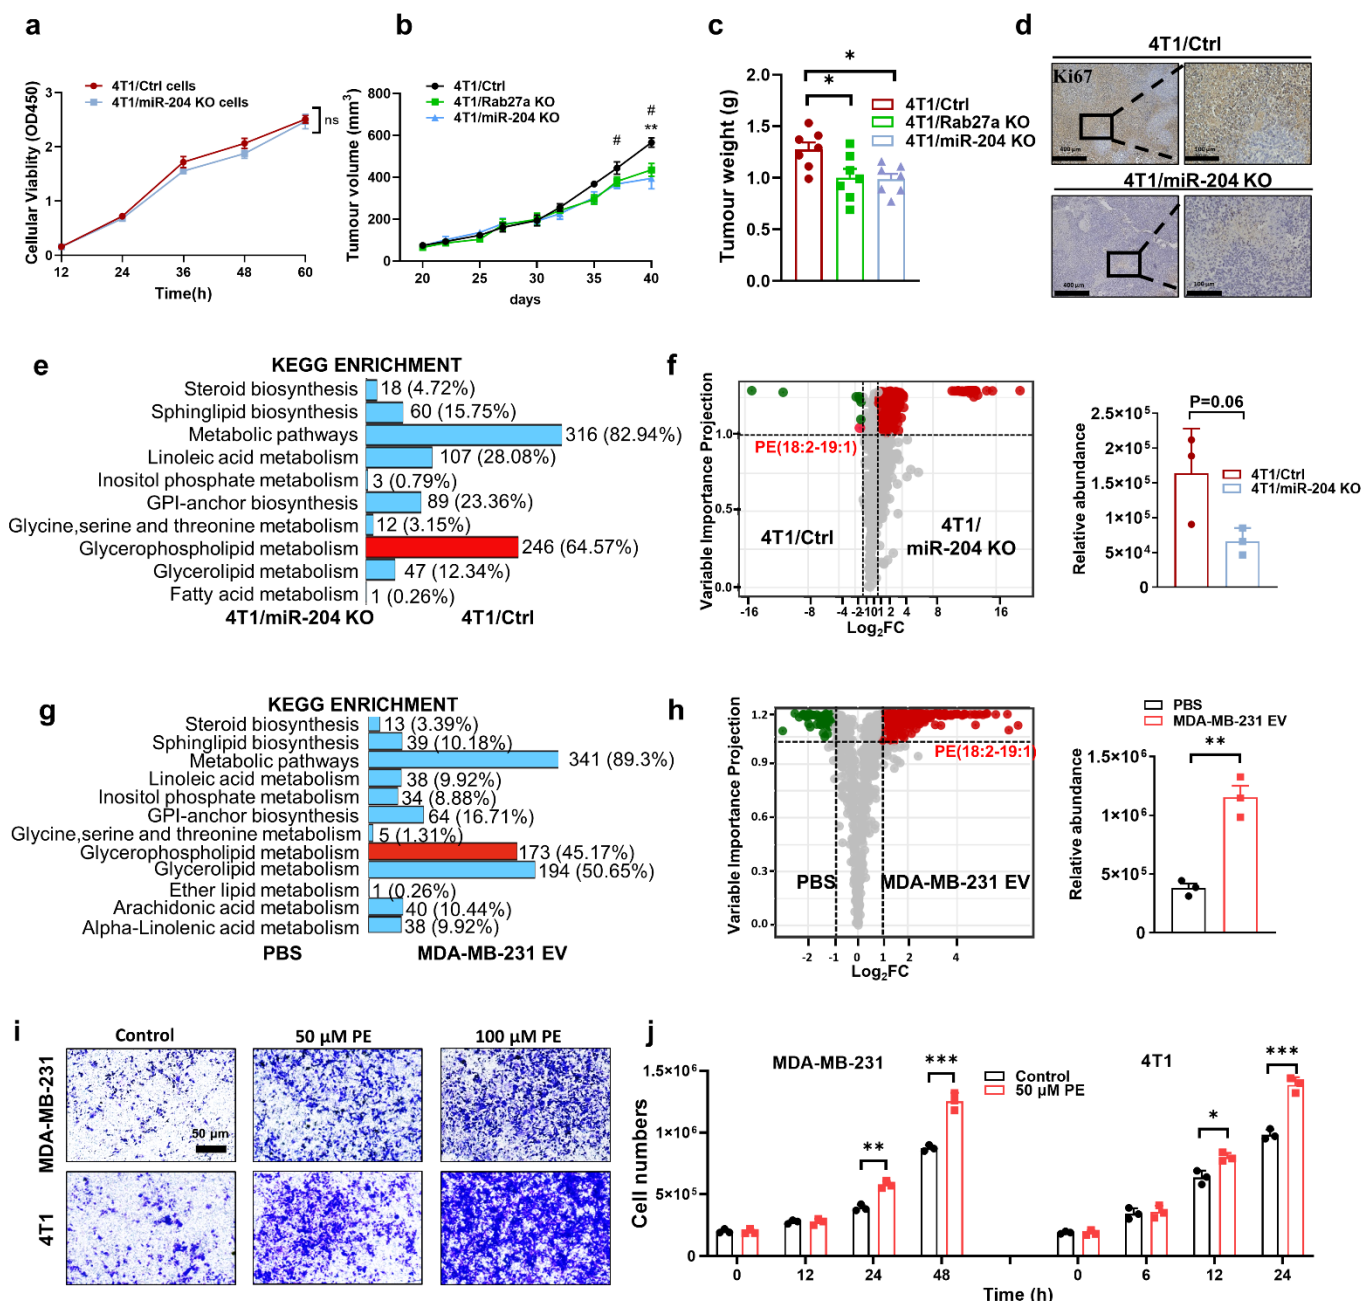 a
4T1/Ctrl cells
4T1/miR-204 KO cells
Cellular Viability (OD450)
3
2
1
0
ns
12 24 36 48 60
Time(h)
b
4T1/Ctrl
4T1/Rab27a KO
4T1/miR-204 KO
Tumour volume (mm³)
800
600
400
200
0
#
#
**
20 25 30 35 40
days
c
Tumour weight (g)
2.0
1.5
1.0
0.5
0.0
*
*
4T1/Ctrl
4T1/Rab27a KO
4T1/miR-204 KO
d
4T1/Ctrl
Ki67
400 μm
100 μm
4T1/miR-204 KO
400 μm
100 μm
e
KEGG ENRICHMENT
Steroid biosynthesis 18 (4.72%)
Sphinglipid biosynthesis 60 (15.75%)
Metabolic pathways 316 (82.94%)
Linoleic acid metabolism 107 (28.08%)
Inositol phosphate metabolism 3 (0.79%)
GPI-anchor biosynthesis 89 (23.36%)
Glycine,serine and threonine metabolism 12 (3.15%)
Glycerophospholipid metabolism 246 (64.57%)
Glycerolipid metabolism 47 (12.34%)
Fatty acid metabolism 1 (0.26%)
4T1/miR-204 KO 4T1/Ctrl
f
Variable Importance Projection
1.0
0.5
0.0
PE(18:2-19:1)
4T1/Ctrl
4T1/
miR-204 KO
-16 -8 -4 -2 -1 0 1 2 4 8 16
Log₂FC
P=0.06
Relative abundance
2.5×10⁵
2×10⁵
1.5×10⁵
1×10⁵
5×10⁴
0
4T1/Ctrl
4T1/miR-204 KO
g
KEGG ENRICHMENT
Steroid biosynthesis 13 (3.39%)
Sphinglipid biosynthesis 39 (10.18%)
Metabolic pathways 341 (89.3%)
Linoleic acid metabolism 38 (9.92%)
Inositol phosphate metabolism 34 (8.88%)
GPI-anchor biosynthesis 64 (16.71%)
Glycine,serine and threonine metabolism 5 (1.31%)
Glycerophospholipid metabolism 173 (45.17%)
Glycerolipid metabolism 194 (50.65%)
Ether lipid metabolism 1 (0.26%)
Arachidonic acid metabolism 40 (10.44%)
Alpha-Linolenic acid metabolism 38 (9.92%)
PBS MDA-MB-231 EV
h
Variable Importance Projection
1.2
0.9
0.6
0.3
0.0
PE(18:2-19:1)
PBS MDA-MB-231 EV
-2 -1 0 1 2 4
Log₂FC
PBS
MDA-MB-231 EV
**
Relative abundance
1.5×10⁶
1×10⁶
5×10⁵
0
i
Control 50 μM PE 100 μM PE
MDA-MB-231
50 μm
4T1
j
MDA-MB-231 4T1
Control
50 μM PE
Cell numbers
1.5×10⁶
1×10⁶
5×10⁵
0
** *** * ***
0 12 24 48 0 6 12 24
Time (h)